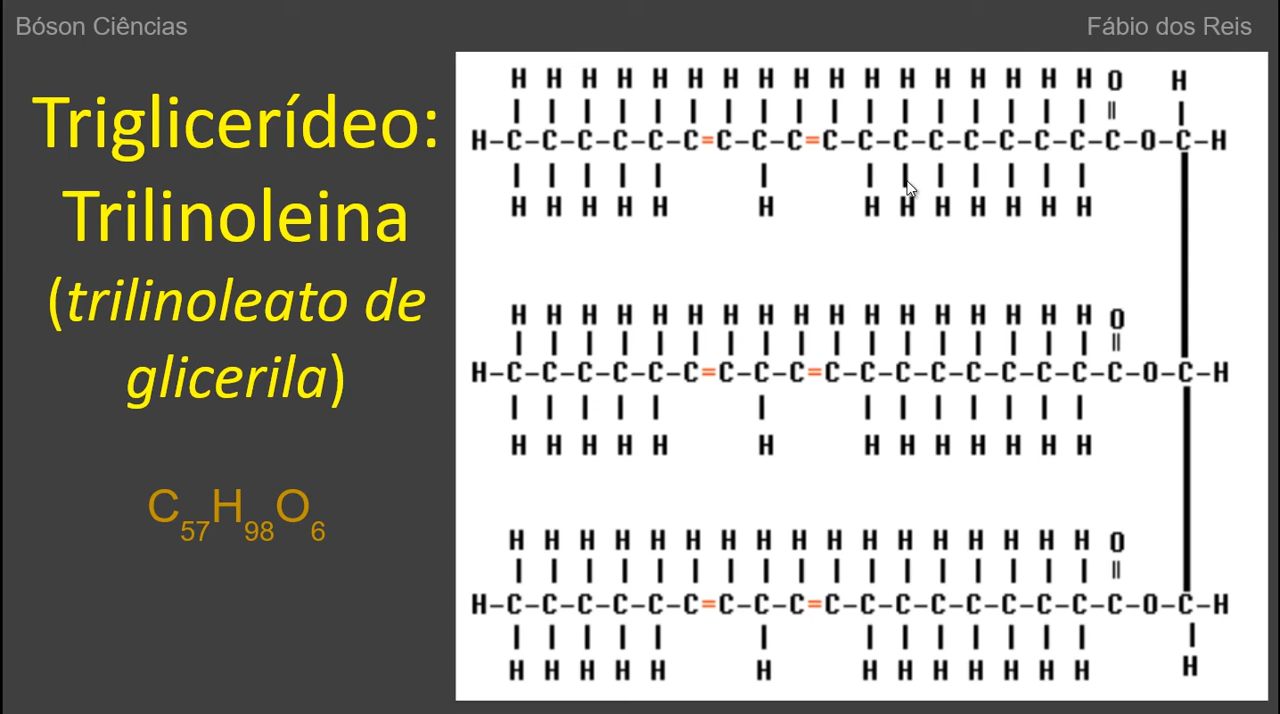 Bóson Ciências
Fábio dos Reis
Triglicerídeo:
Trilinoleina
(trilinoleato de
glicerila)
C57H98O6
H H H H H H H H H H H H H H H H H O H
H-C-C-C-C-C-C=C-C-C=C-C-C-C-C-C-C-C-C-O-C-H
H H H H H H H H H H H H H
H H H H H H H H H H H H H H H H H O
H-C-C-C-C-C-C=C-C-C=C-C-C-C-C-C-C-C-C-O-C-H
H H H H H H H H H H H H H
H H H H H H H H H H H H H H H H H O
H-C-C-C-C-C-C=C-C-C=C-C-C-C-C-C-C-C-C-O-C-H
H H H H H H H H H H H H H H